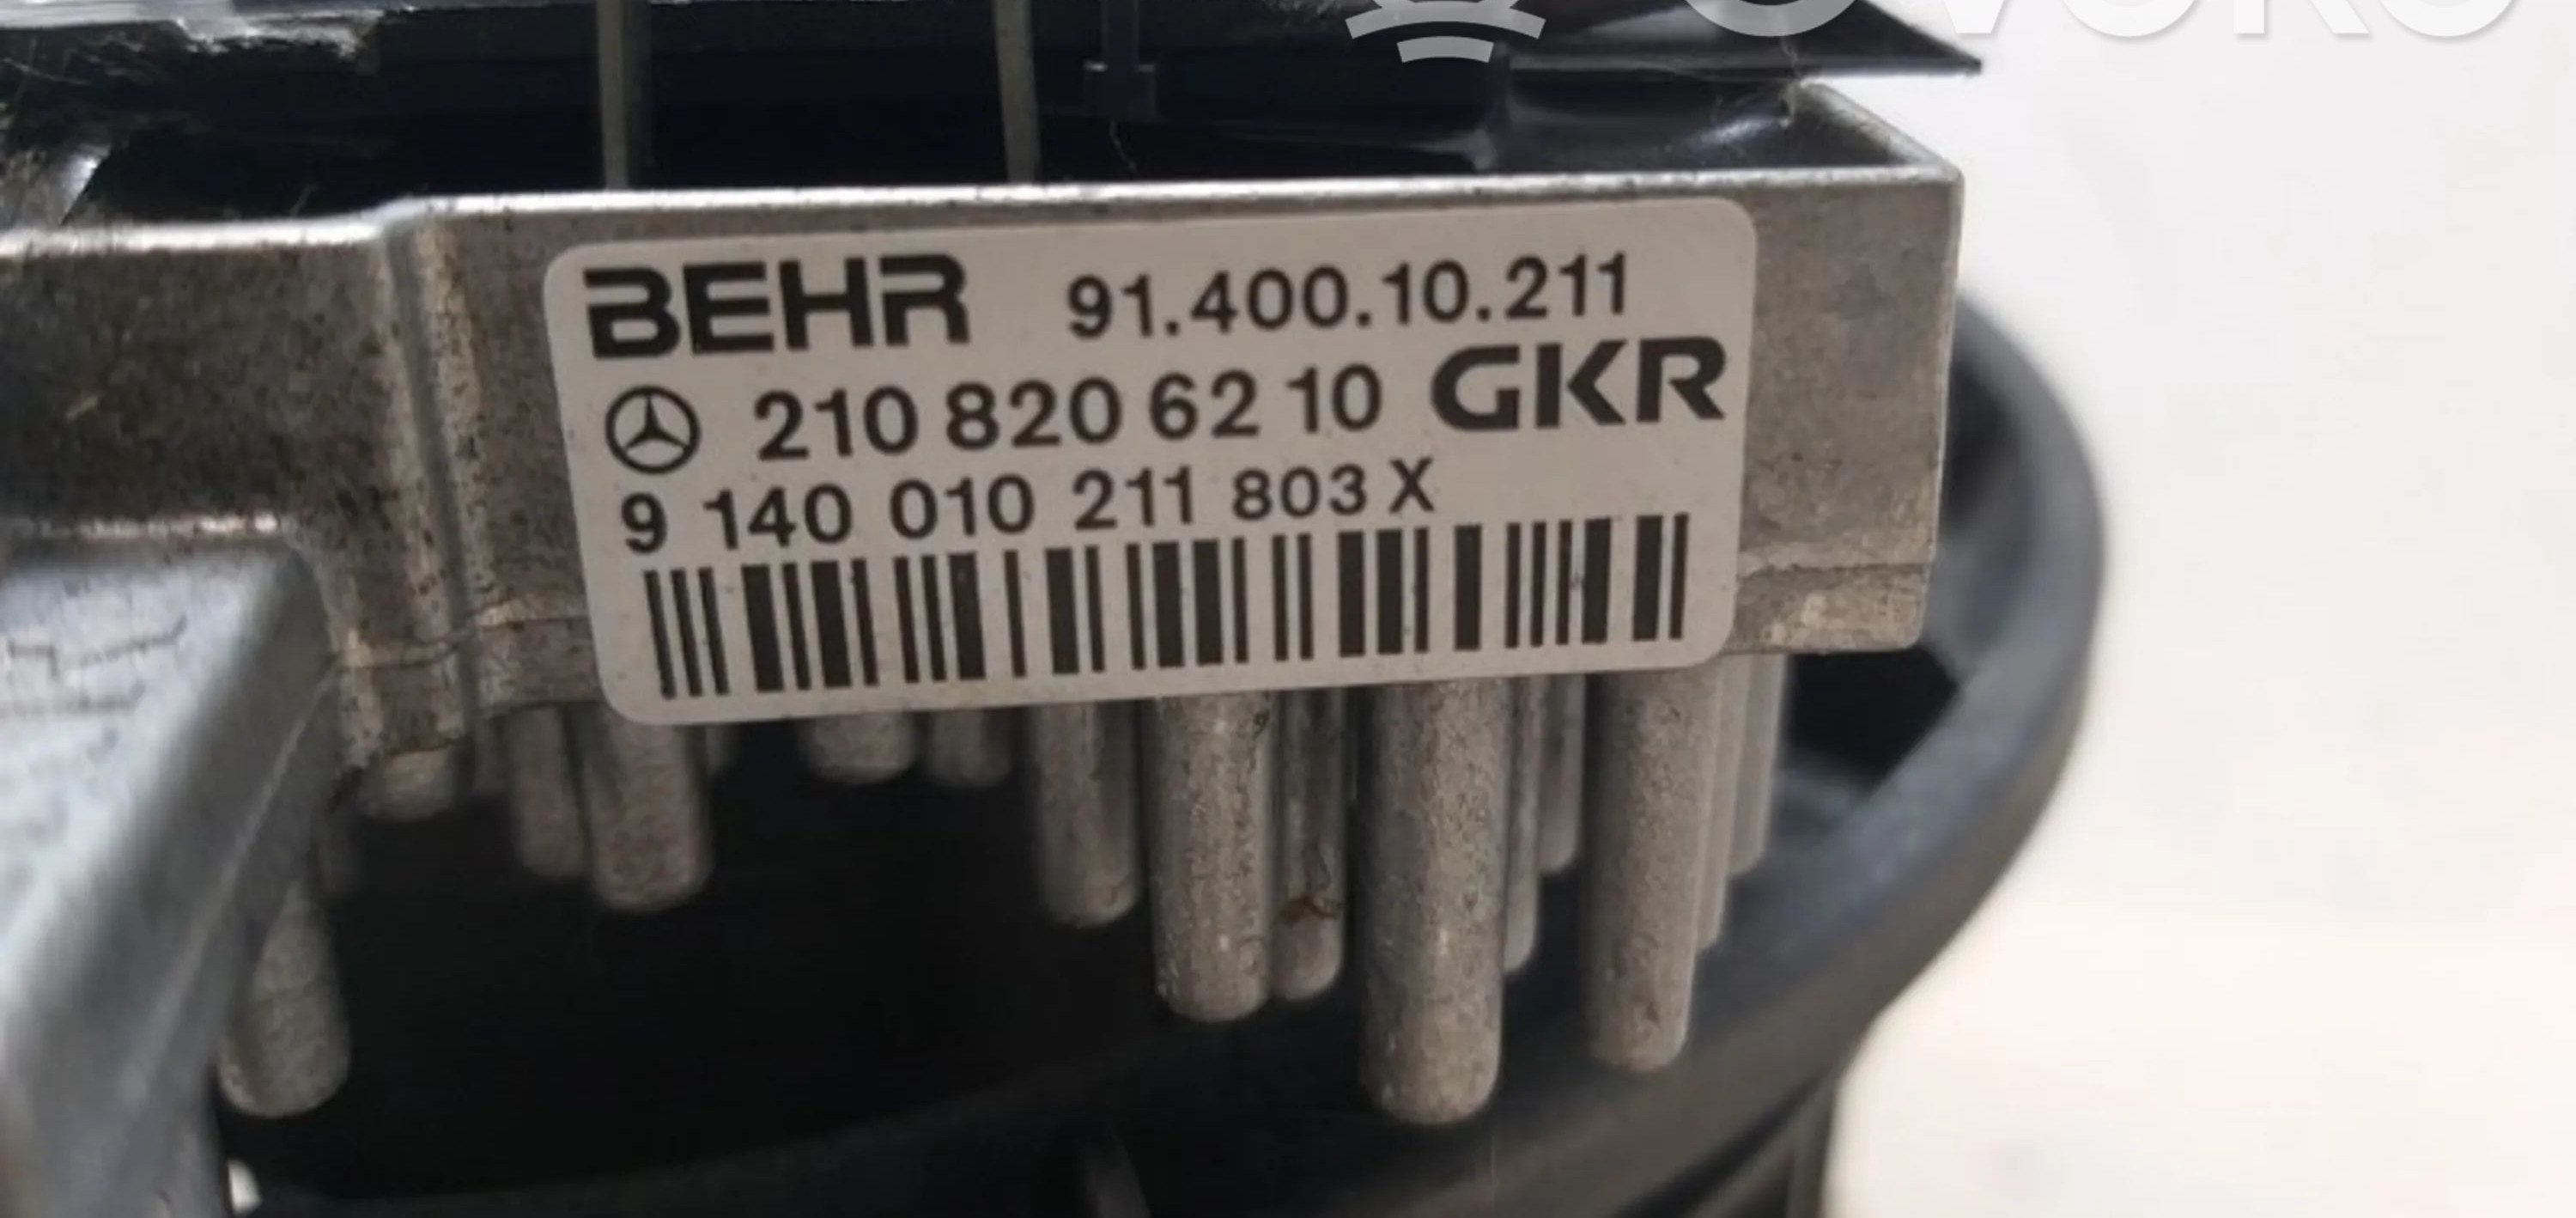 BEHR 91.400.10.211
210 820 62 10 GKR
9 140 010 211 803 X